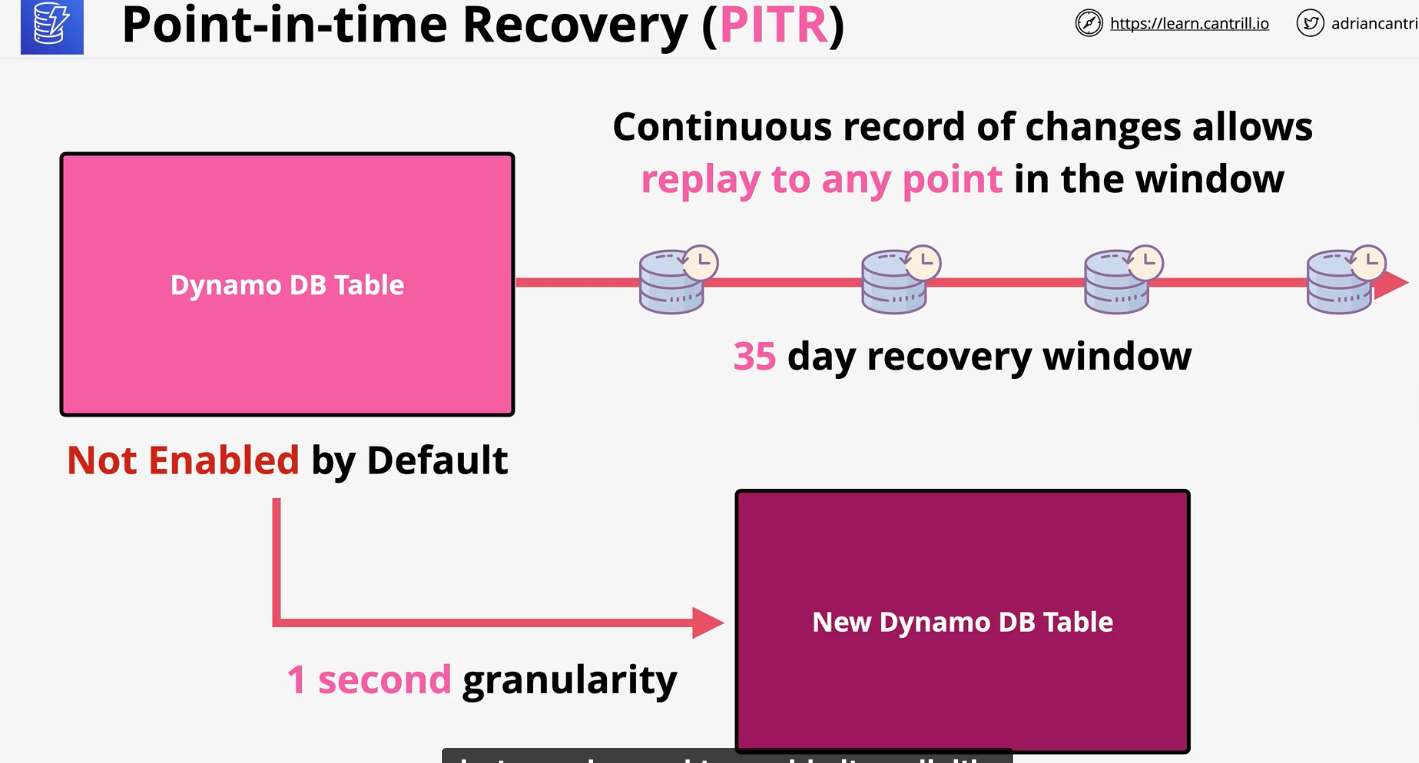 Point-in-time Recovery (PITR)
https://learn.cantrill.io
adriancantri
Continuous record of changes allows
replay to any point in the window
Dynamo DB Table
35 day recovery window
Not Enabled by Default
New Dynamo DB Table
1 second granularity